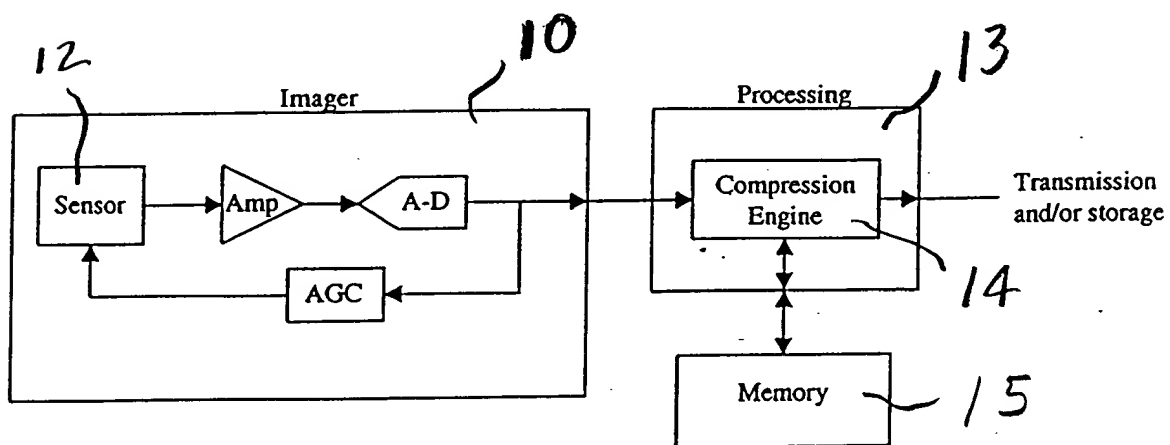 12
10
13
Imager
Processing
Sensor
Amp
A-D
Compression
Engine
Transmission
and/or storage
AGC
14
Memory
15